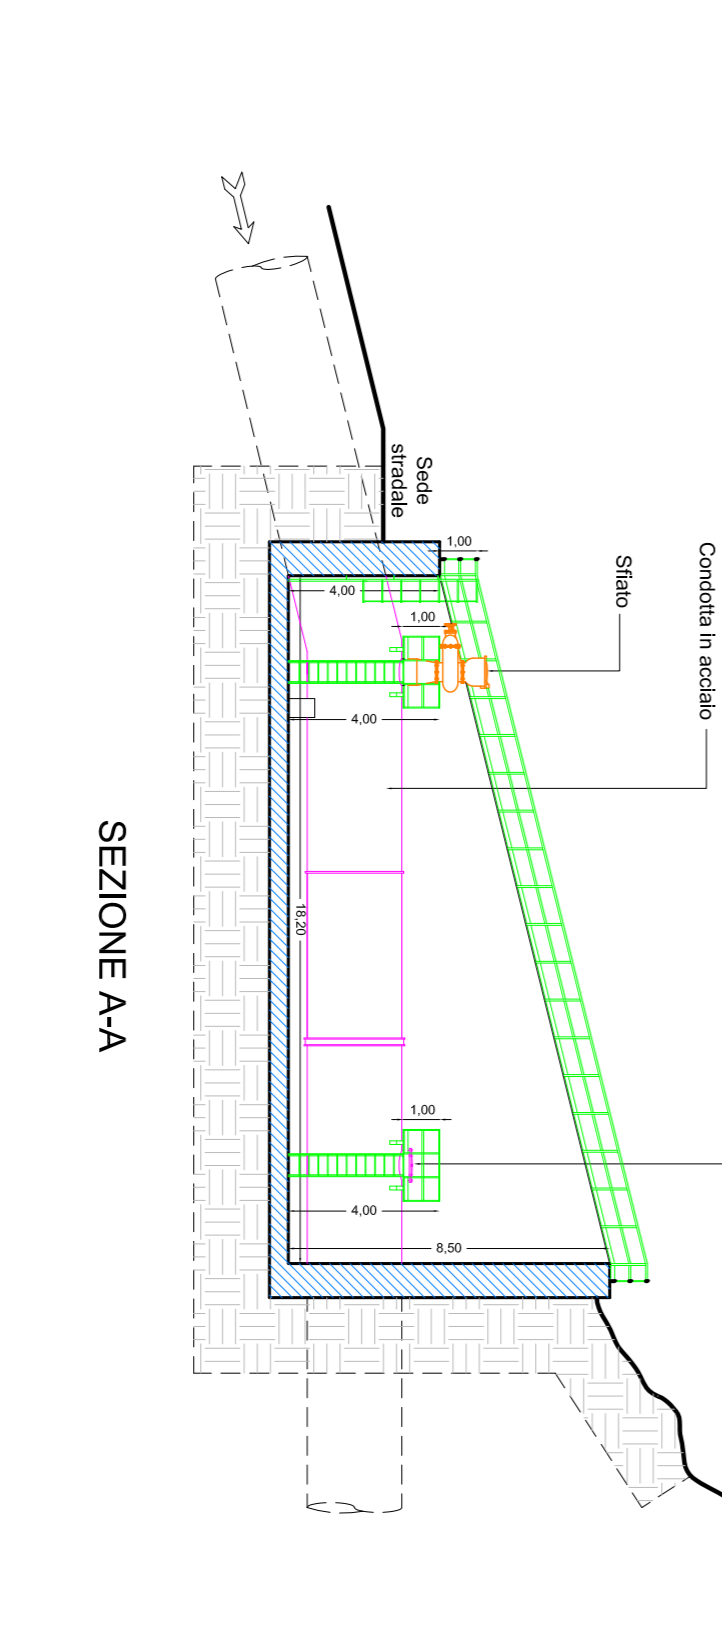 Condotta in acciaio
Sfiato
Sede
stradale
1,00
4,00
1,00
4,00
18,20
1,00
4,00
8,50
SEZIONE A-A